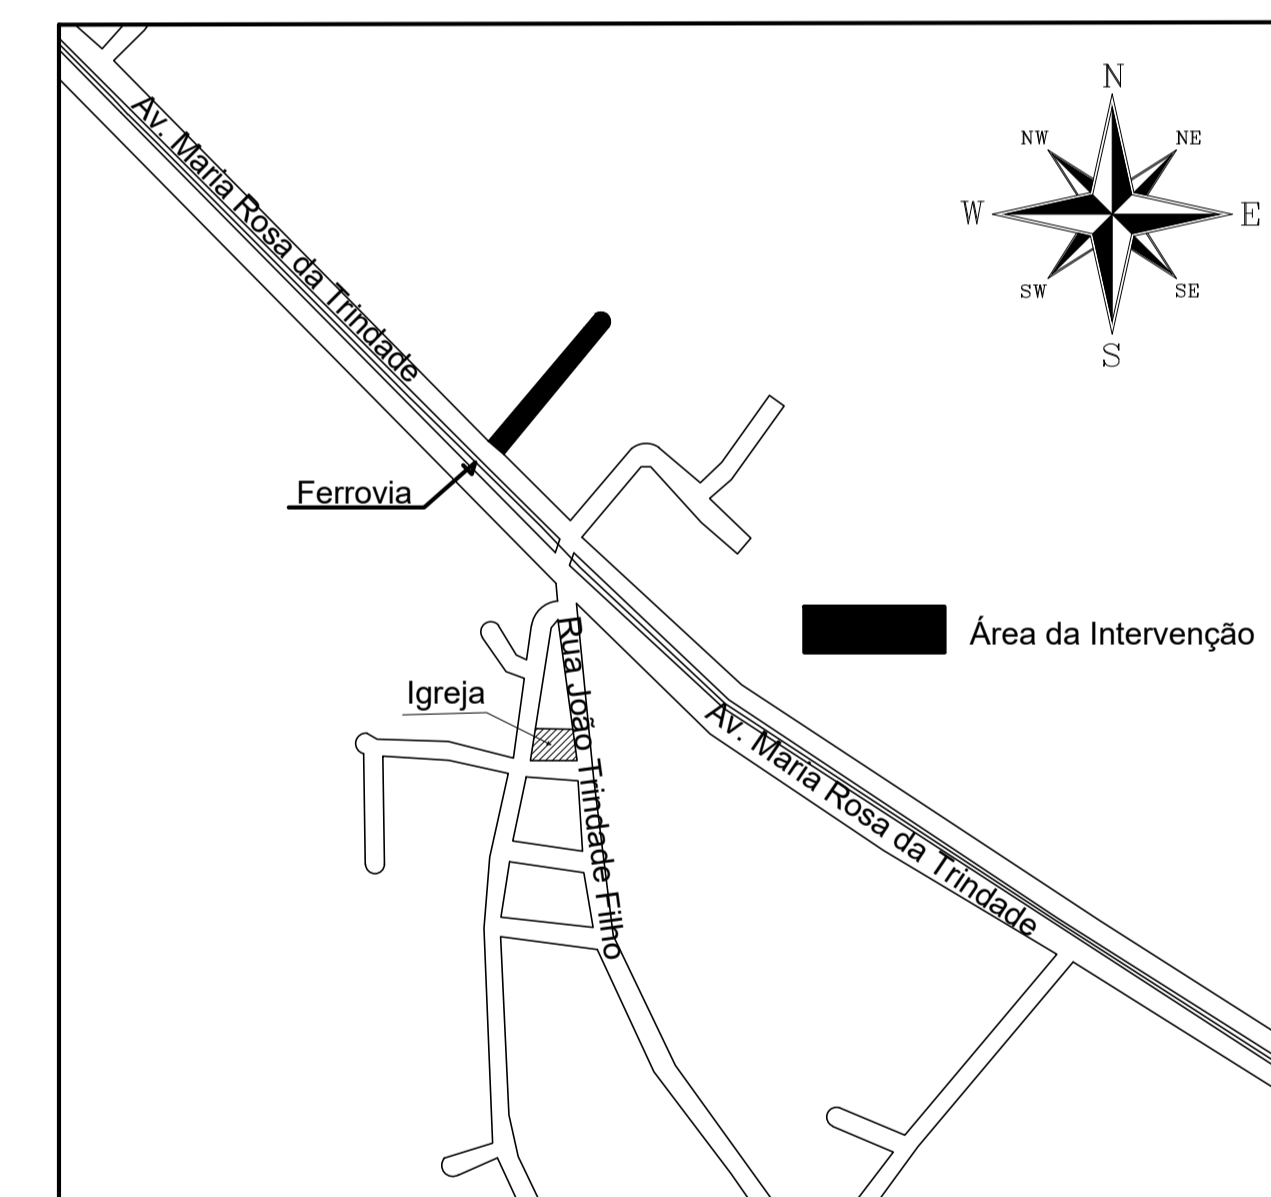 N
NW
NE
Av. Maria Rosa da Trindade
W
E
SW
SE
S
Ferrovia
Área da Intervenção
Rua João Trindade Filho
Igreja
Av. Maria Rosa da Trindade